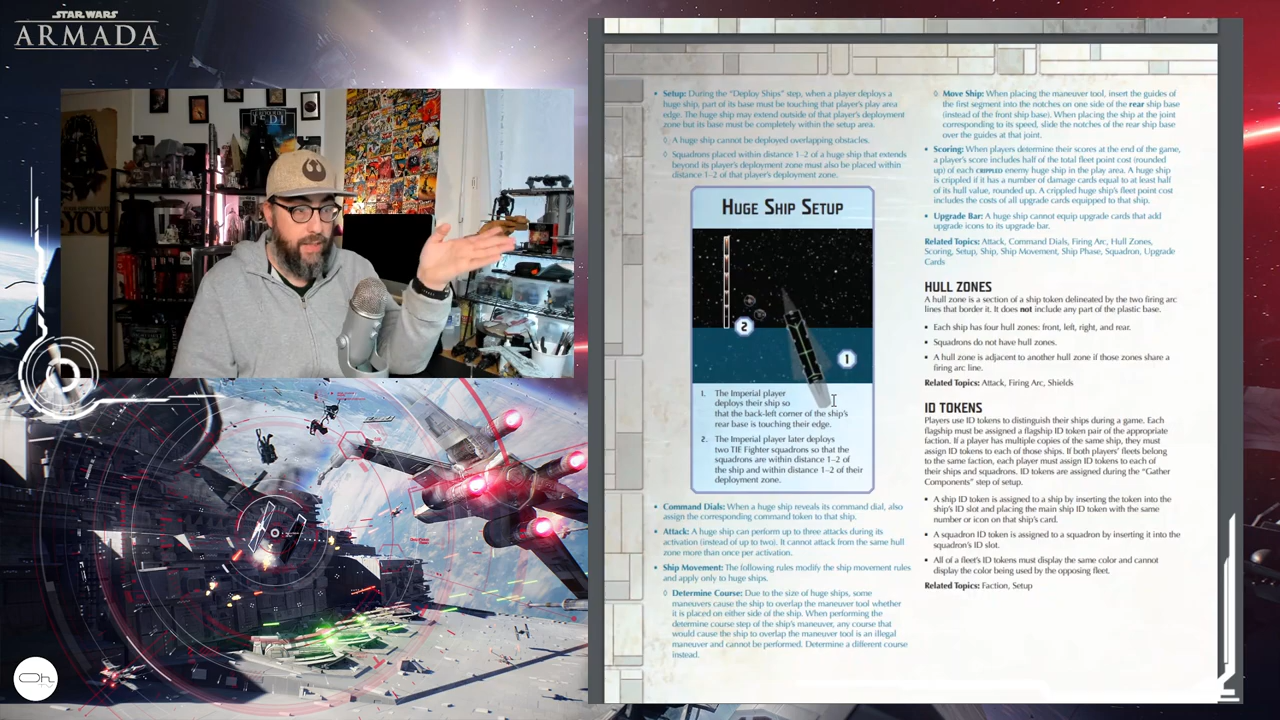 STAR WARS
ARMADA
YOU
• Setup: During the “Deploy Ships” step, when a player deploys a
huge ship, part of its base must be touching that player's play area
edge. The huge ship may extend outside of that player's deployment
zone but its base must be completely within the setup area.
◊ A huge ship cannot be deployed overlapping obstacles.
◊ Squadrons placed within distance 1–2 of a huge ship that extends
beyond its player's deployment zone must also be placed within
distance 1–2 of that player's deployment zone.
HUGE SHIP SETUP
2
1
1. The Imperial player
deploys their ship so
that the back-left corner of the ship's
rear base is touching their edge.
2. The Imperial player later deploys
two TIE Fighter squadrons so that the
squadrons are within distance 1–2 of
the ship and within distance 1–2 of their
deployment zone.
• Command Dials: When a huge ship reveals its command dial, also
assign the corresponding command token to that ship.
• Attack: A huge ship can perform up to three attacks during its
activation (instead of up to two). It cannot attack from the same hull
zone more than once per activation.
• Ship Movement: The following rules modify the ship movement rules
and apply only to huge ships.
◊ Determine Course: Due to the size of huge ships, some
maneuvers cause the ship to overlap the maneuver tool whether
it is placed on either side of the ship. When performing the
determine course step of the ship's maneuver, any course that
would cause the ship to overlap the maneuver tool is an illegal
maneuver and cannot be performed. Determine a different course
instead.
◊ Move Ship: When placing the maneuver tool, insert the guides of
the first segment into the notches on one side of the rear ship base
(instead of the front ship base). When placing the ship at the joint
corresponding to its speed, slide the notches of the rear ship base
over the guides at that joint.
• Scoring: When players determine their scores at the end of the game,
a player's score includes half of the total fleet point cost (rounded
up) of each CRIPPLED enemy huge ship in the play area. A huge ship
is crippled if it has a number of damage cards equal to at least half
of its hull value, rounded up. A crippled huge ship's fleet point cost
includes the costs of all upgrade cards equipped to that ship.
• Upgrade Bar: A huge ship cannot equip upgrade cards that add
upgrade icons to its upgrade bar.
Related Topics: Attack, Command Dials, Firing Arc, Hull Zones,
Scoring, Setup, Ship, Ship Movement, Ship Phase, Squadron, Upgrade
Cards
HULL ZONES
A hull zone is a section of a ship token delineated by the two firing arc
lines that border it. It does not include any part of the plastic base.
• Each ship has four hull zones: front, left, right, and rear.
• Squadrons do not have hull zones.
• A hull zone is adjacent to another hull zone if those zones share a
firing arc line.
Related Topics: Attack, Firing Arc, Shields
ID TOKENS
Players use ID tokens to distinguish their ships during a game. Each
flagship must be assigned a flagship ID token pair of the appropriate
faction. If a player has multiple copies of the same ship, they must
assign ID tokens to each of those ships. If both players' fleets belong
to the same faction, each player must assign ID tokens to each of
their ships and squadrons. ID tokens are assigned during the “Gather
Components” step of setup.
• A ship ID token is assigned to a ship by inserting the token into the
ship's ID slot and placing the main ship ID token with the same
number or icon on that ship's card.
• A squadron ID token is assigned to a squadron by inserting it into the
squadron's ID slot.
• All of a fleet's ID tokens must display the same color and cannot
display the color being used by the opposing fleet.
Related Topics: Faction, Setup